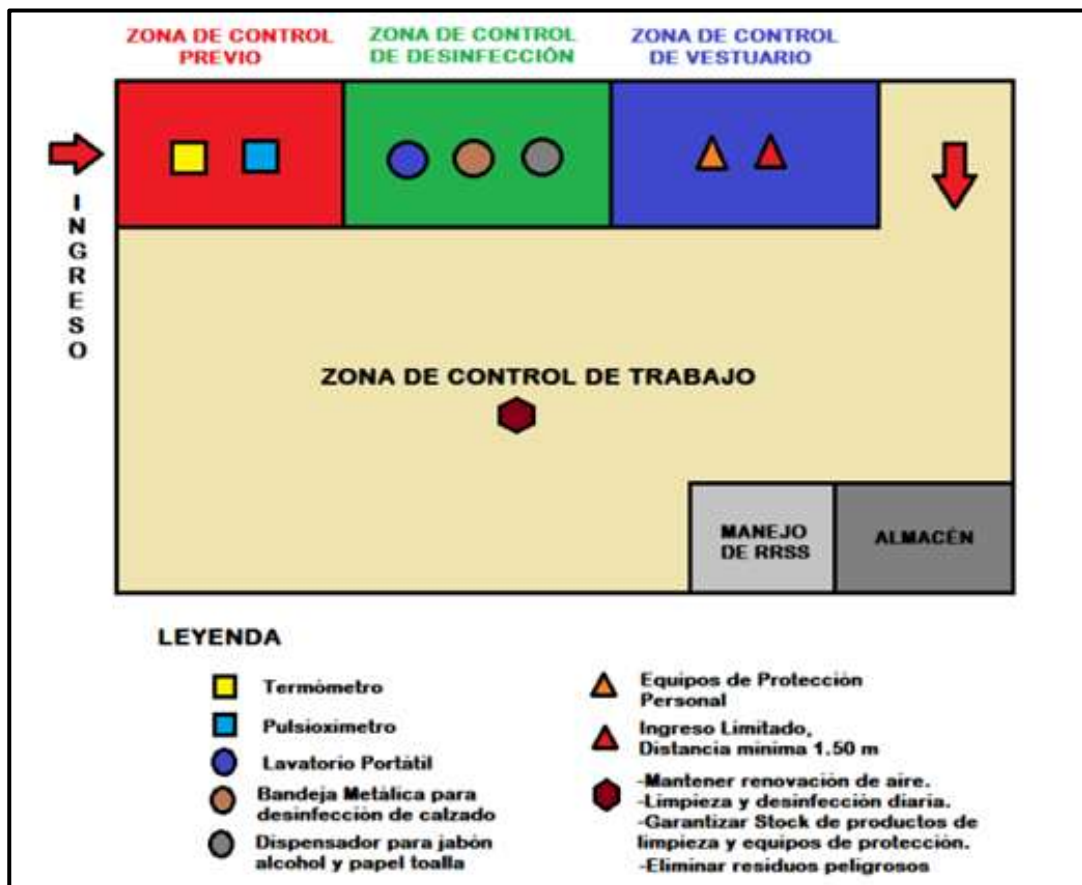 ZONA DE CONTROL
PREVIO
ZONA DE CONTROL
DE DESINFECCIÓN
ZONA DE CONTROL
DE VESTUARIO
INGRESO
ZONA DE CONTROL DE TRABAJO
MANEJO
DE RRSS
ALMACÉN
LEYENDA
Termómetro
Pulsioximetro
Lavatorio Portátil
Bandeja Metálica para
desinfección de calzado
Dispensador para jabón
alcohol y papel toalla
Equipos de Protección
Personal
Ingreso Limitado,
Distancia minima 1.50 m
-Mantener renovación de aire.
-Limpieza y desinfección diaria.
-Garantizar Stock de productos de
limpieza y equipos de protección.
-Eliminar residuos peligrosos